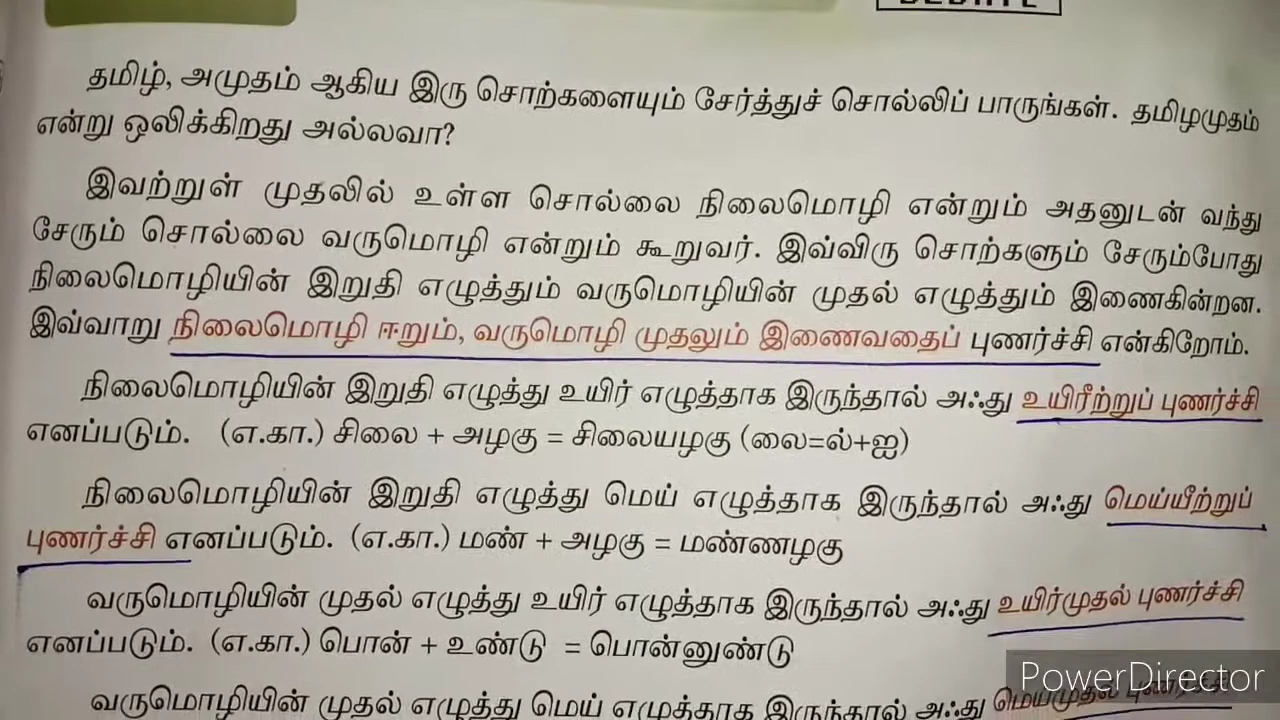 தமிழ், அமுதம் ஆகிய இரு சொற்களையும் சேர்த்துச் சொல்லிப் பாருங்கள். தமிழமுதம்
என்று ஒலிக்கிறது அல்லவா?
இவற்றுள் முதலில் உள்ள சொல்லை நிலைமொழி என்றும் அதனுடன் வந்து
சேரும் சொல்லை வருமொழி என்றும் கூறுவர். இவ்விரு சொற்களும் சேரும்போது
நிலைமொழியின் இறுதி எழுத்தும் வருமொழியின் முதல் எழுத்தும் இணைகின்றன.
இவ்வாறு நிலைமொழி ஈறும், வருமொழி முதலும் இணைவதைப் புணர்ச்சி என்கிறோம்.
நிலைமொழியின் இறுதி எழுத்து உயிர் எழுத்தாக இருந்தால் அஃது உயிரீற்றுப் புணர்ச்சி
எனப்படும். (எ.கா.) சிலை + அழகு = சிலையழகு (லை=ல்+ஐ)
நிலைமொழியின் இறுதி எழுத்து மெய் எழுத்தாக இருந்தால் அஃது மெய்யீற்றுப்
புணர்ச்சி எனப்படும். (எ.கா.) மண் + அழகு = மண்ணழகு
வருமொழியின் முதல் எழுத்து உயிர் எழுத்தாக இருந்தால் அஃது உயிர்முதல் புணர்ச்சி
எனப்படும். (எ.கா.) பொன் + உண்டு = பொன்னுண்டு
PowerDirector
வருமொழியின் முதல் எழுத்து மெய் எழுத்தாக இருந்தால் அஃது மெய்முதல் புணர்ச்சி